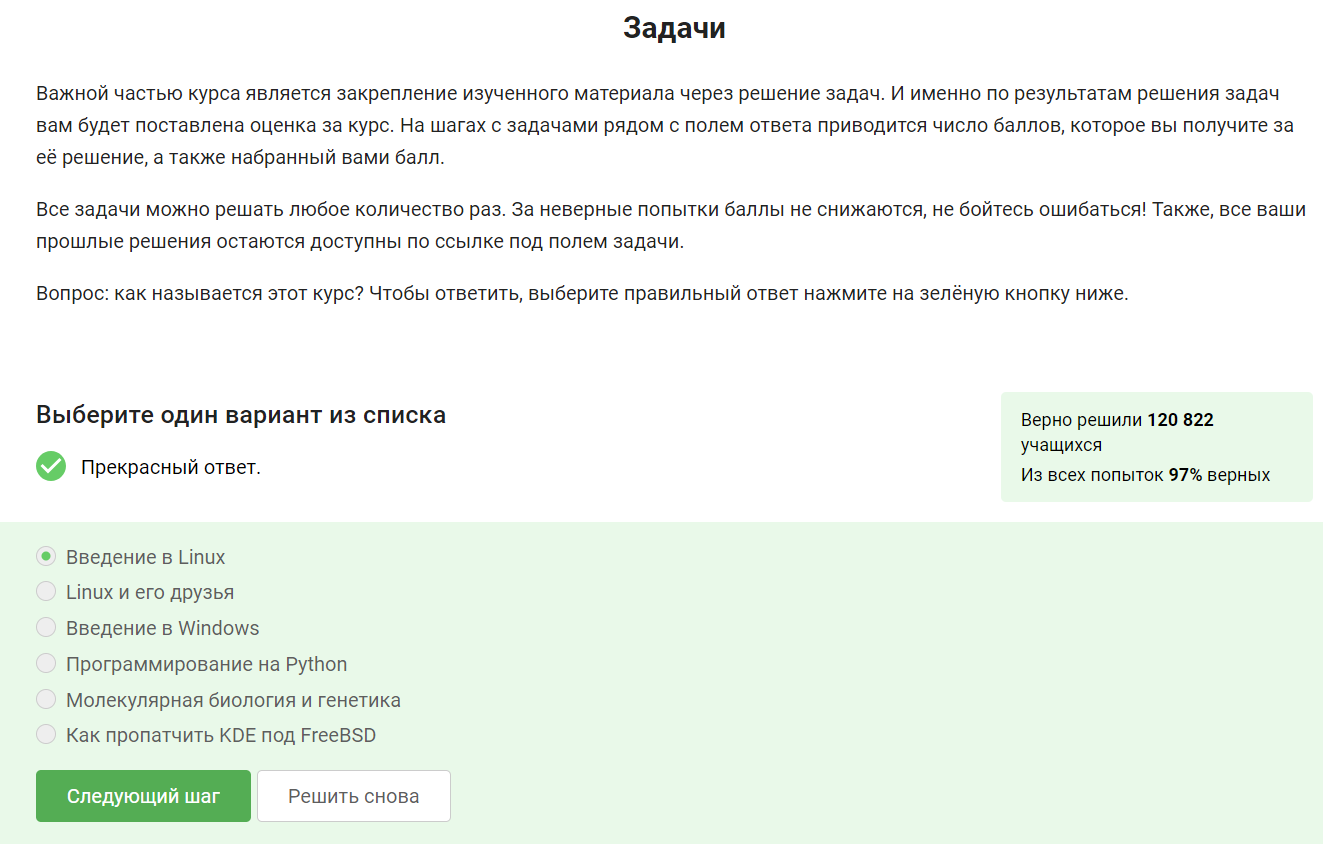 Задачи
Важной частью курса является закрепление изученного материала через решение задач. И именно по результатам решения задач
вам будет поставлена оценка за курс. На шагах с задачами рядом с полем ответа приводится число баллов, которое вы получите за
её решение, а также набранный вами балл.
Все задачи можно решать любое количество раз. За неверные попытки баллы не снижаются, не бойтесь ошибаться! Также, все ваши
прошлые решения остаются доступны по ссылке под полем задачи.
Вопрос: как называется этот курс? Чтобы ответить, выберите правильный ответ нажмите на зелёную кнопку ниже.
Выберите один вариант из списка
Прекрасный ответ.
Верно решили 120 822
учащихся
Из всех попыток 97% верных
Введение в Linux
Linux и его друзья
Введение в Windows
Программирование на Python
Молекулярная биология и генетика
Как пропатчить KDE под FreeBSD
Следующий шаг
Решить снова